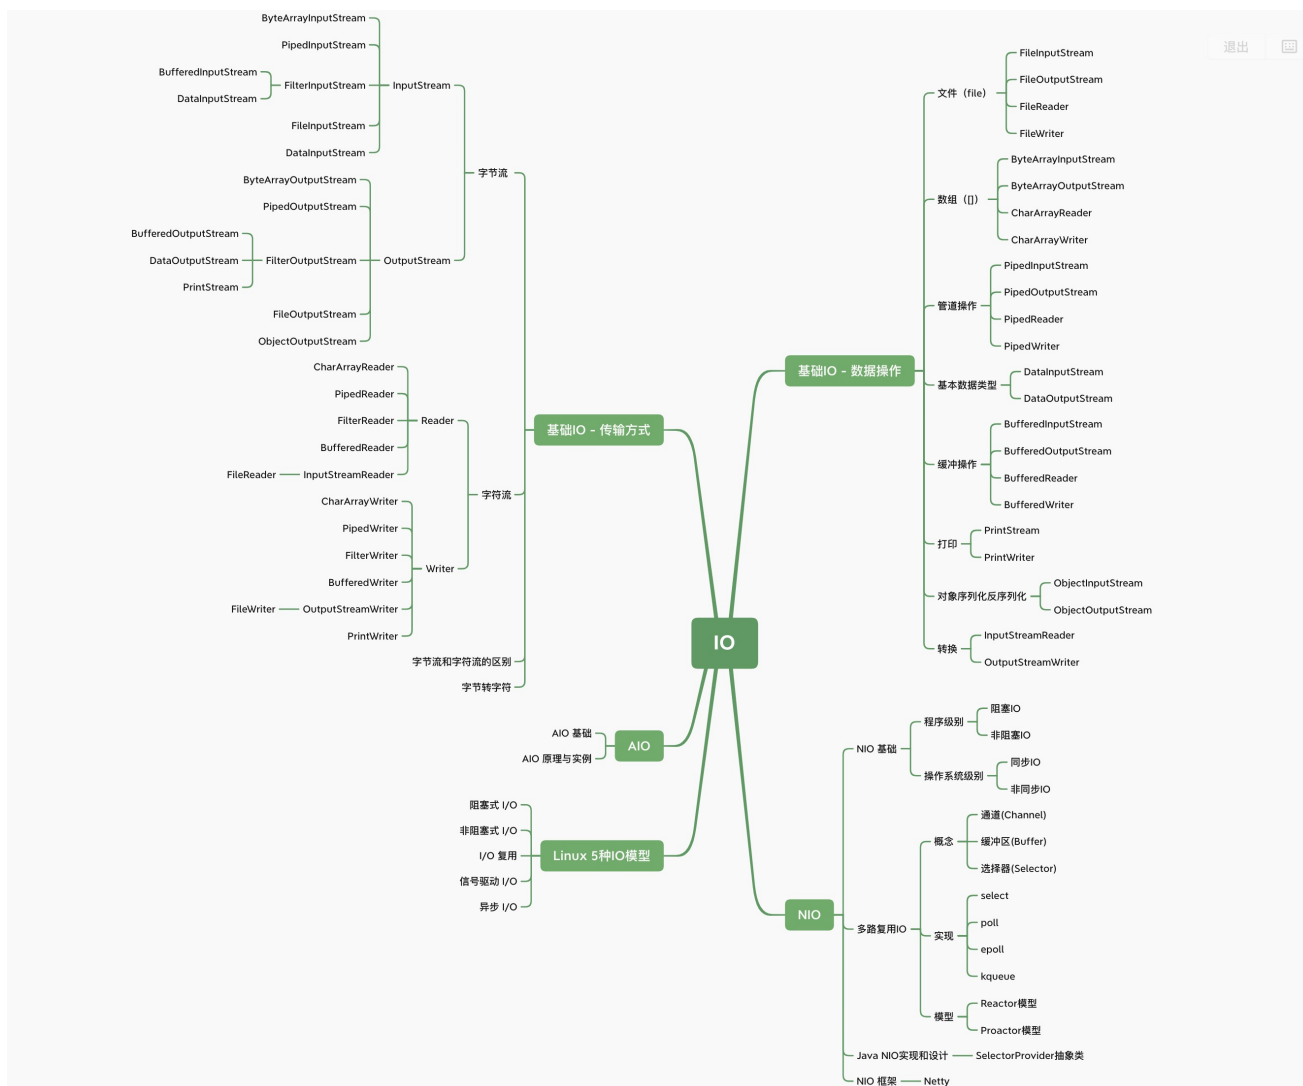 退出
IO
基础IO - 传输方式
字节流
InputStream
ByteArrayInputStream
PipedInputStream
FilterInputStream
BufferedInputStream
DataInputStream
FileInputStream
DataInputStream
OutputStream
ByteArrayOutputStream
PipedOutputStream
FilterOutputStream
BufferedOutputStream
DataOutputStream
PrintStream
FileOutputStream
ObjectOutputStream
字符流
Reader
CharArrayReader
PipedReader
FilterReader
BufferedReader
InputStreamReader
FileReader
Writer
CharArrayWriter
PipedWriter
FilterWriter
BufferedWriter
OutputStreamWriter
FileWriter
PrintWriter
字节流和字符流的区别
字节转字符
AIO
AIO 基础
AIO 原理与实例
Linux 5种IO模型
阻塞式 I/O
非阻塞式 I/O
I/O 复用
信号驱动 I/O
异步 I/O
基础IO - 数据操作
文件（file）
FileInputStream
FileOutputStream
FileReader
FileWriter
数组（[]）
ByteArrayInputStream
ByteArrayOutputStream
CharArrayReader
CharArrayWriter
管道操作
PipedInputStream
PipedOutputStream
PipedReader
PipedWriter
基本数据类型
DataInputStream
DataOutputStream
缓冲操作
BufferedInputStream
BufferedOutputStream
BufferedReader
BufferedWriter
打印
PrintStream
PrintWriter
对象序列化反序列化
ObjectInputStream
ObjectOutputStream
转换
InputStreamReader
OutputStreamWriter
NIO
NIO 基础
程序级别
阻塞IO
非阻塞IO
操作系统级别
同步IO
非同步IO
多路复用IO
概念
通道(Channel)
缓冲区(Buffer)
选择器(Selector)
实现
select
poll
epoll
kqueue
模型
Reactor模型
Proactor模型
Java NIO实现和设计
SelectorProvider抽象类
NIO 框架
Netty